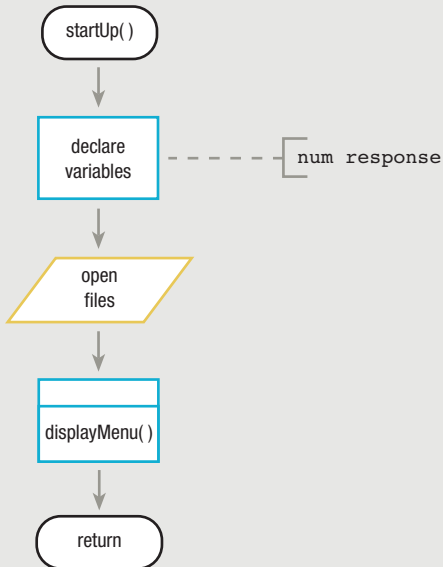 startUp( )
declare
variables
num response
open
files
displayMenu( )
return